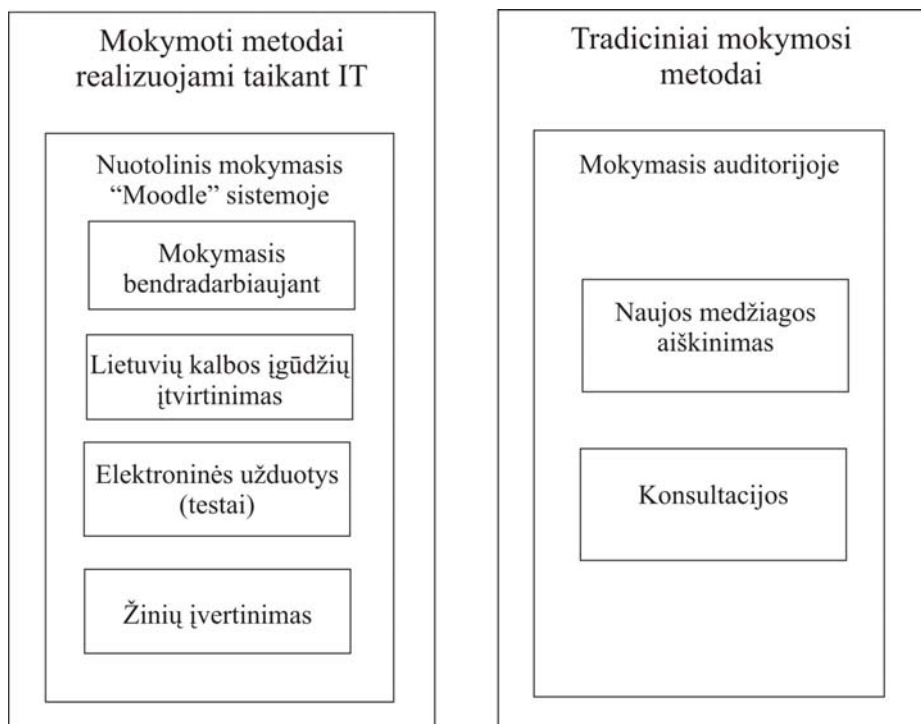 Mokymoti metodai
realizuojami taikant IT
Nuotolinis mokymasis
“Moodle” sistemoje
Mokymasis
bendradarbiaujant
Lietuvių kalbos įgūdžių
įtvirtinimas
Elektroninės užduotys
(testai)
Žinių įvertinimas
Tradiciniai mokymosi
metodai
Mokymasis auditorijoje
Naujos medžiagos
aiškinimas
Konsultacijos